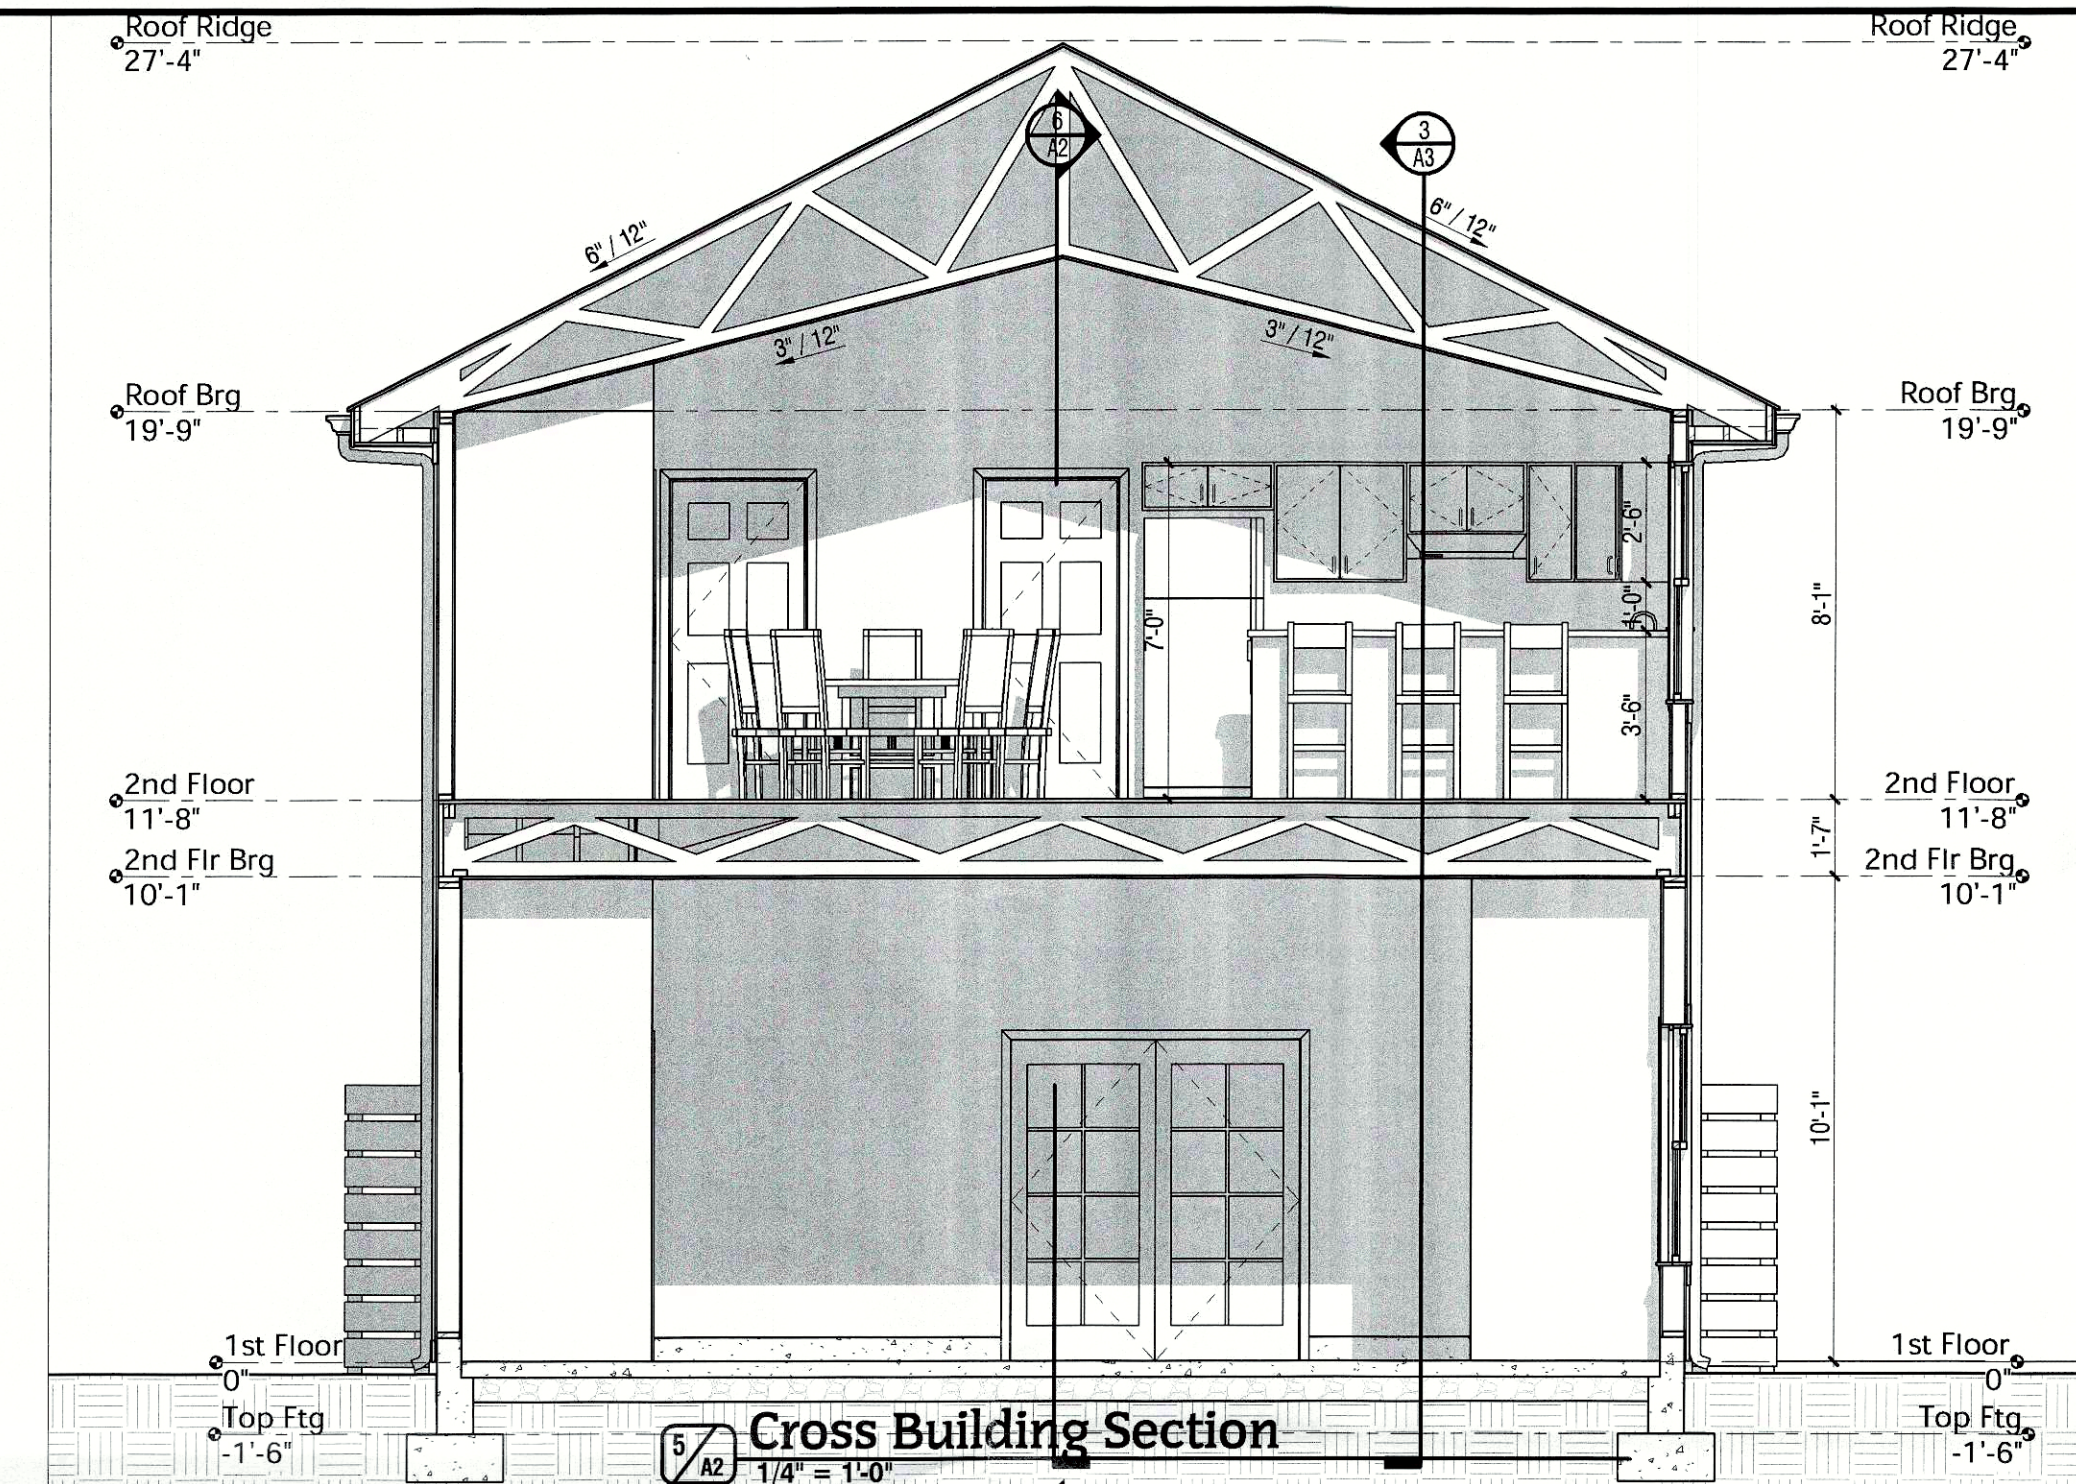 Roof Ridge
27'-4"
Roof Ridge
27'-4"
6
A2
3
A3
6" / 12"
6" / 12"
3" / 12"
3" / 12"
Roof Brg
19'-9"
Roof Brg
19'-9"
2'-6"
1'-0"
7'-0"
3'-6"
8'-1"
2nd Floor
11'-8"
2nd Floor
11'-8"
1'-7"
2nd Flr Brg
10'-1"
2nd Flr Brg
10'-1"
10'-1"
1st Floor
0"
1st Floor
0"
Top Ftg
-1'-6"
Top Ftg
-1'-6"
5
A2
Cross Building Section
1/4" = 1'-0"